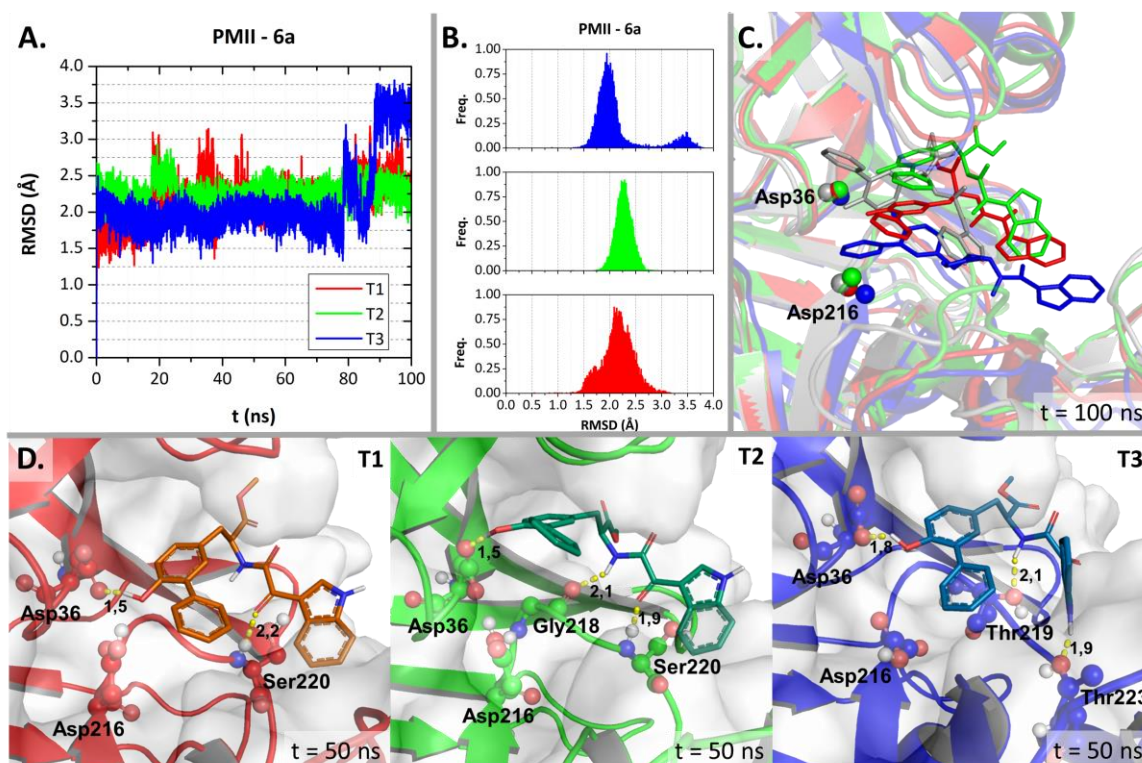 A.
PMII - 6a
4.0
3.5
3.0
2.5
2.0
1.5
1.0
0.5
0.0
RMSD (Å)
T1
T2
T3
0 20 40 60 80 100
t (ns)
B.
PMII - 6a
1.00
0.75
0.50
0.25
0.00
Freq.
1.00
0.75
0.50
0.25
0.00
Freq.
1.00
0.75
0.50
0.25
0.00
Freq.
0.0 0.5 1.0 1.5 2.0 2.5 3.0 3.5 4.0
RMSD (Å)
C.
Asp36
Asp216
t = 100 ns
D.
T1
Asp36
1,5
2,2
Ser220
Asp216
t = 50 ns
T2
1,5
2,1
1,9
Asp36
Gly218
Ser220
Asp216
t = 50 ns
T3
1,8
Asp36
2,1
Thr219
1,9
Asp216
Thr223
t = 50 ns